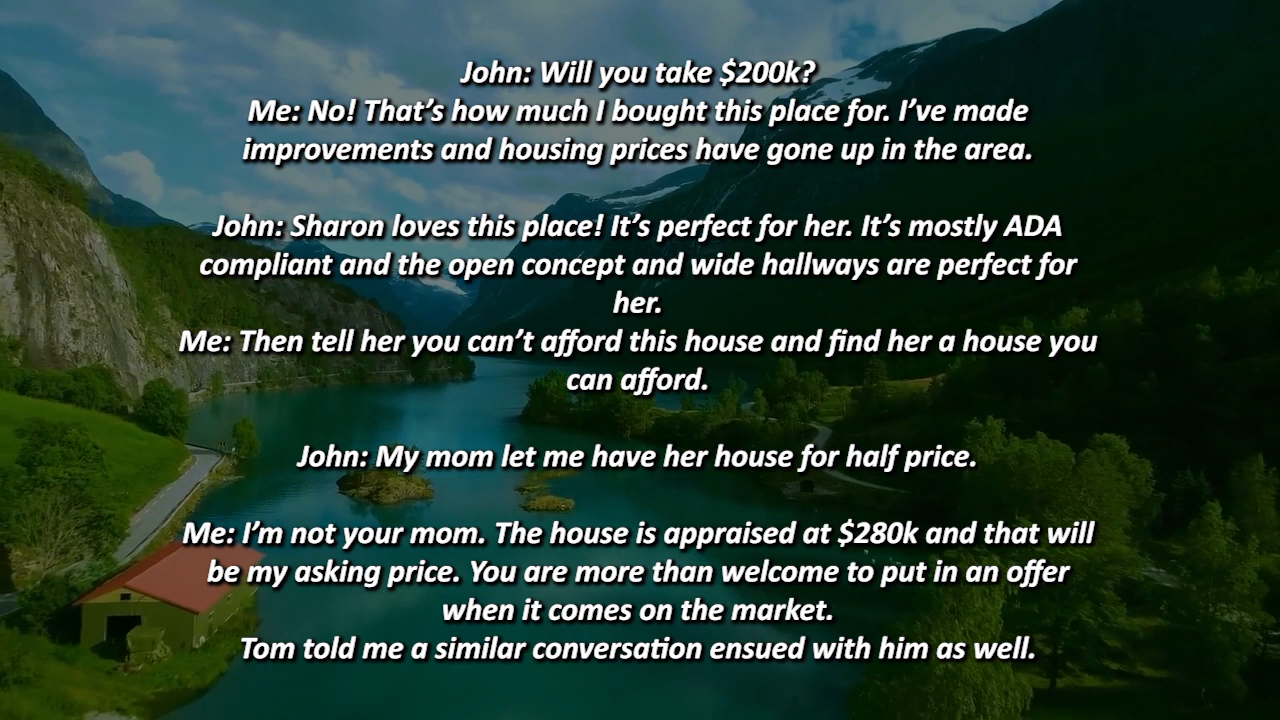 John: Will you take $200k?
Me: No! That’s how much I bought this place for. I’ve made
improvements and housing prices have gone up in the area.
John: Sharon loves this place! It’s perfect for her. It’s mostly ADA
compliant and the open concept and wide hallways are perfect for
her.
Me: Then tell her you can’t afford this house and find her a house you
can afford.
John: My mom let me have her house for half price.
Me: I’m not your mom. The house is appraised at $280k and that will
be my asking price. You are more than welcome to put in an offer
when it comes on the market.
Tom told me a similar conversation ensued with him as well.